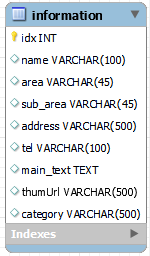 information
idx INT
name VARCHAR(100)
area VARCHAR(45)
sub_area VARCHAR(45)
address VARCHAR(500)
tel VARCHAR(100)
main_text TEXT
thumUrl VARCHAR(500)
category VARCHAR(500)
Indexes